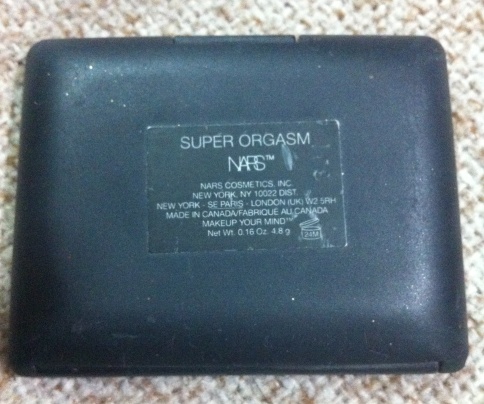 SUPER ORGASM
NARS™
NARS COSMETICS, INC.
NEW YORK, NY 10022 DIST.
NEW YORK - SE PARIS - LONDON (UK) W2 5RH
MADE IN CANADA/FABRIQUÉ AU CANADA
MAKEUP YOUR MIND™
Net Wt. 0.16 Oz. 4.8 g
24M